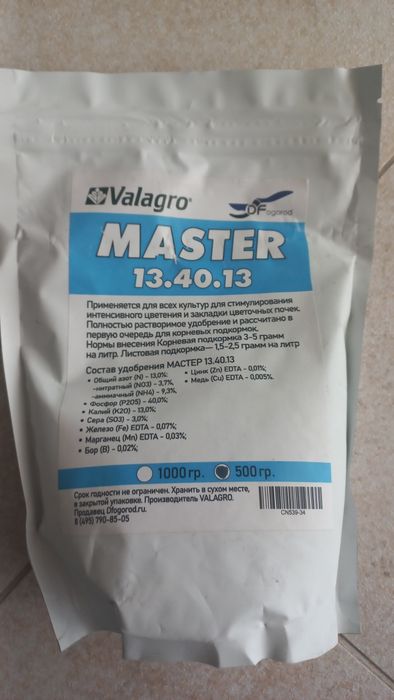 Valagro®
DFogorod
MASTER
13.40.13
Применяется для всех культур для стимулирования
интенсивного цветения и закладки цветочных почек.
Полностью растворимое удобрение и рассчитано в
первую очередь для корневых подкормок.
Нормы внесения Корневая подкормка 3-5 грамм
на литр. Листовая подкормка— 1,5-2,5 грамм на литр
Состав удобрения МАСТЕР 13.40.13
• Общий азот (N) - 13,0%: • Цинк (Zn) EDTA - 0,01%;
-нитратный (NO3) - 3,7%, • Медь (Cu) EDTA - 0,005%.
-аммиачный (NH4) - 9,3%,
• Фосфор (P2O5) - 40,0%;
• Калий (K2O) - 13,0%;
• Сера (SO3) - 3,0%;
• Железо (Fe) EDTA - 0,07%;
• Марганец (Mn) EDTA - 0,03%;
• Бор (B) - 0,02%;
1000 гр. 500 гр.
Срок годности не ограничен. Хранить в сухом месте,
в закрытой упаковке. Производитель VALAGRO.
Продавец Dfogorod.ru.
8 (495) 790-85-05
CN539-34